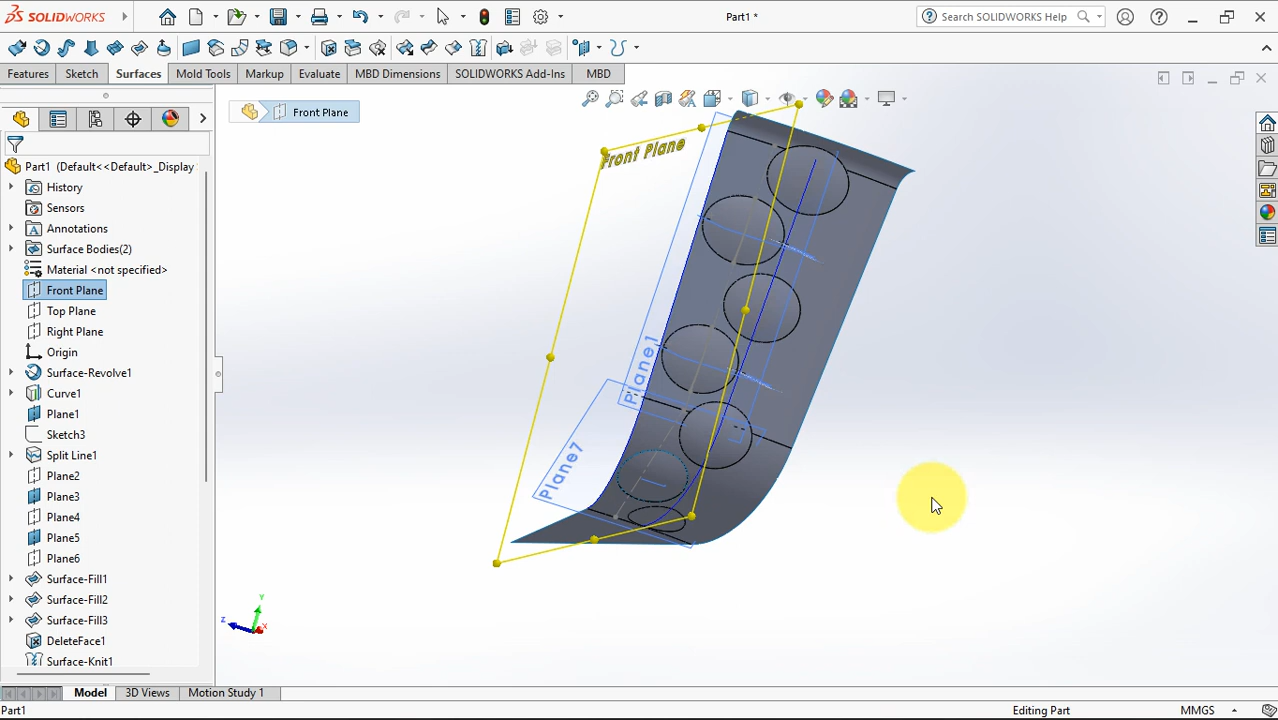 SOLIDWORKS
Part1 *
Search SOLIDWORKS Help
Features
Sketch
Surfaces
Mold Tools
Markup
Evaluate
MBD Dimensions
SOLIDWORKS Add-Ins
MBD
Front Plane
Part1 (Default<<Default>_Display
History
Sensors
Annotations
Surface Bodies(2)
Material <not specified>
Front Plane
Top Plane
Right Plane
Origin
Surface-Revolve1
Curve1
Plane1
Sketch3
Split Line1
Plane2
Plane3
Plane4
Plane5
Plane6
Surface-Fill1
Surface-Fill2
Surface-Fill3
DeleteFace1
Surface-Knit1
Front Plane
Plane1
Plane7
Y
Z
X
Model
3D Views
Motion Study 1
Part1
Editing Part
MMGS